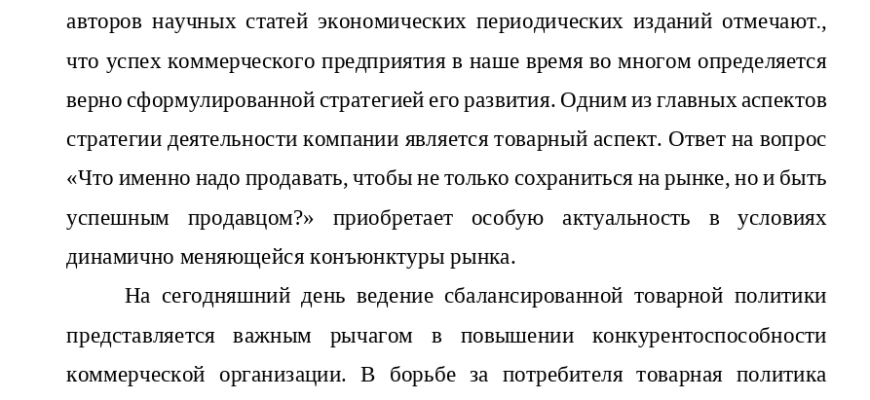 авторов научных статей экономических периодических изданий отмечают.,
что успех коммерческого предприятия в наше время во многом определяется
верно сформулированной стратегией его развития. Одним из главных аспектов
стратегии деятельности компании является товарный аспект. Ответ на вопрос
«Что именно надо продавать, чтобы не только сохраниться на рынке, но и быть
успешным продавцом?» приобретает особую актуальность в условиях
динамично меняющейся конъюнктуры рынка.
На сегодняшний день ведение сбалансированной товарной политики
представляется важным рычагом в повышении конкурентоспособности
коммерческой организации. В борьбе за потребителя товарная политика